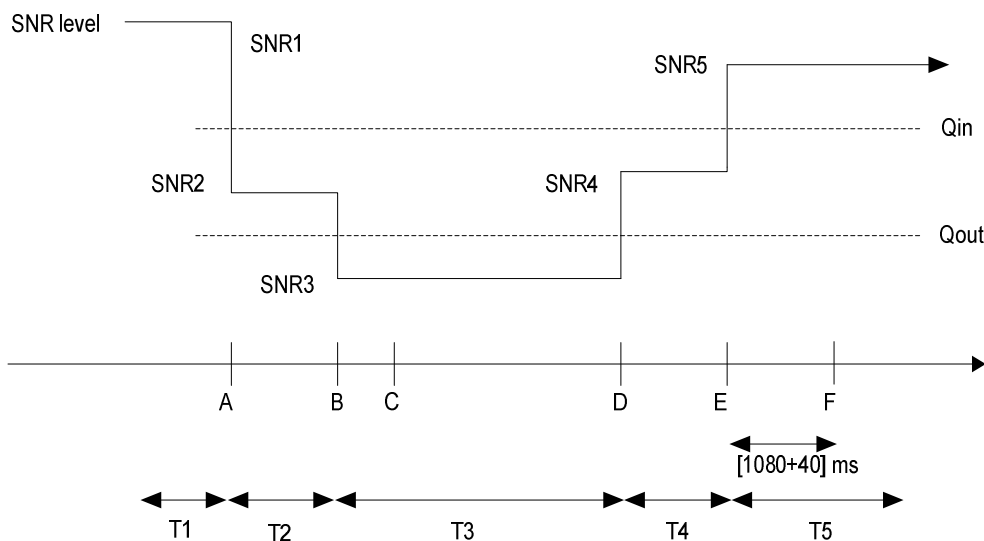 SNR level
SNR1
SNR5
Qin
SNR2
SNR4
Qout
SNR3
A B C D E F
[1080+40] ms
T1 T2 T3 T4 T5